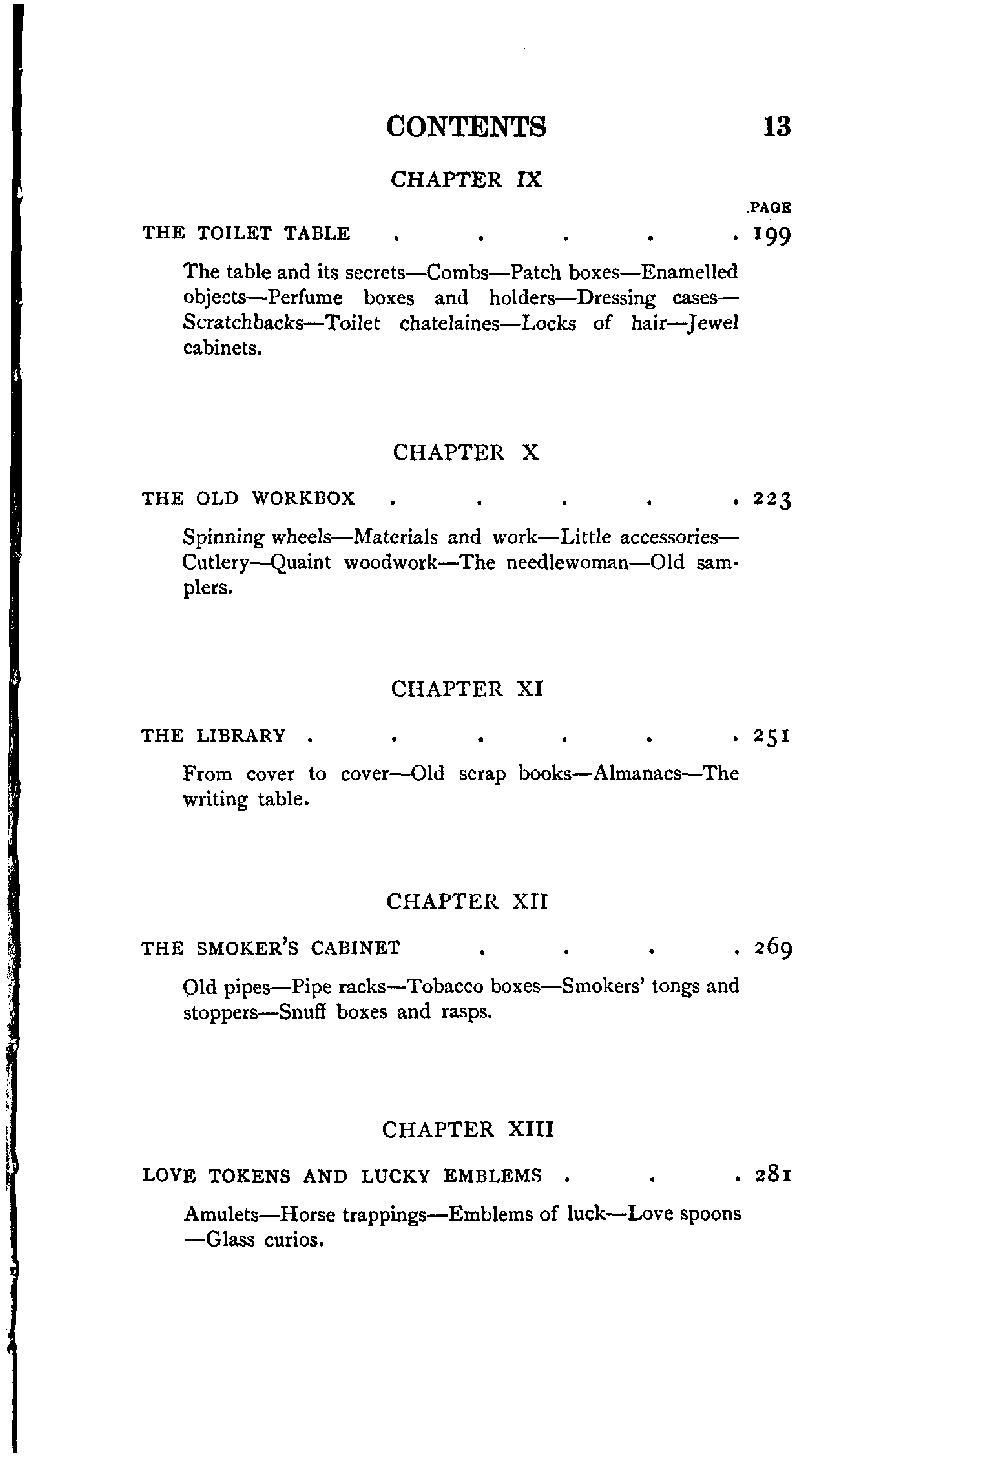 CONTENTS 13
CHAPTER IX
PAGE
THE TOILET TABLE . . . . . 199
The table and its secrets—Combs—Patch boxes—Enamelled
objects—Perfume boxes and holders—Dressing cases—
Scratchbacks—Toilet chatelaines—Locks of hair—Jewel
cabinets.
CHAPTER X
THE OLD WORKBOX . . . . . 223
Spinning wheels—Materials and work—Little accessories—
Cutlery—Quaint woodwork—The needlewoman—Old sam-
plers.
CHAPTER XI
THE LIBRARY . . . . . . 251
From cover to cover—Old scrap books—Almanacs—The
writing table.
CHAPTER XII
THE SMOKER'S CABINET . . . . 269
Old pipes—Pipe racks—Tobacco boxes—Smokers' tongs and
stoppers—Snuff boxes and rasps.
CHAPTER XIII
LOVE TOKENS AND LUCKY EMBLEMS . . . 281
Amulets—Horse trappings—Emblems of luck—Love spoons
—Glass curios.